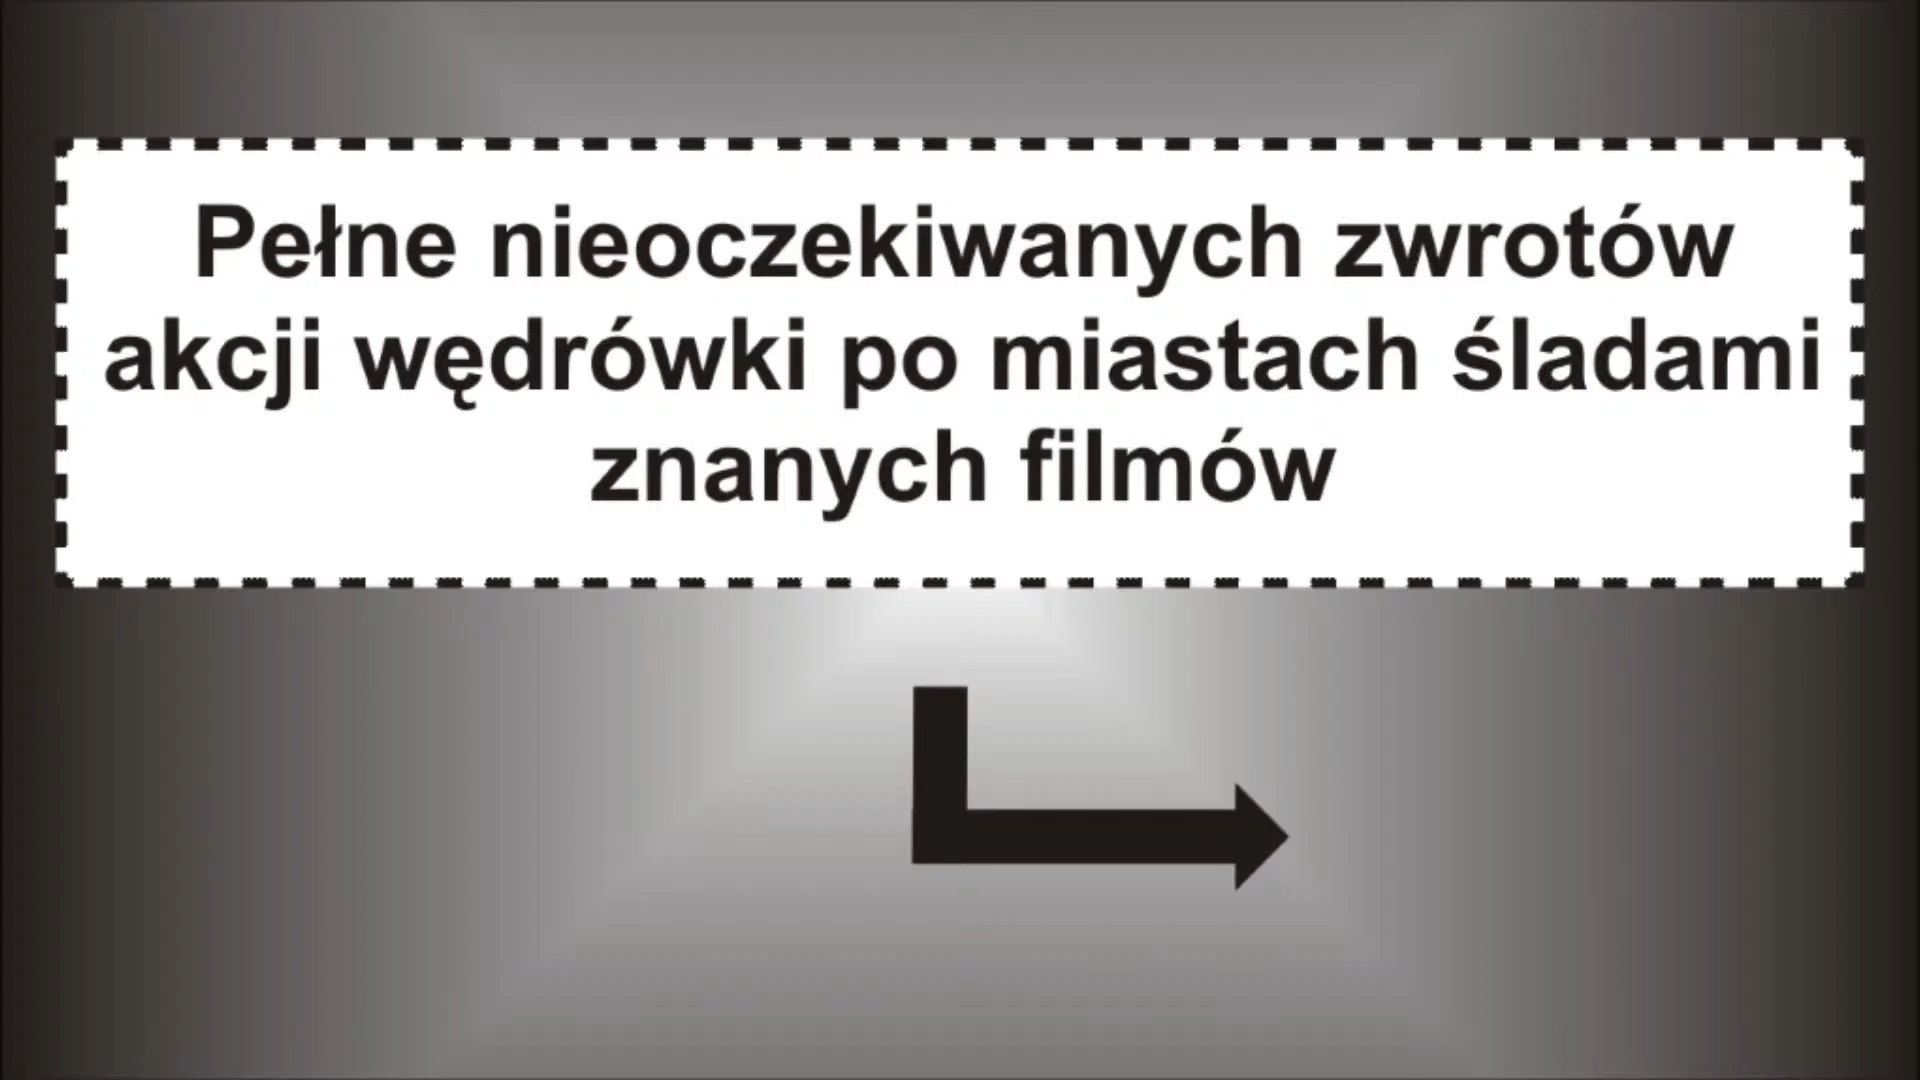 Pełne nieoczekiwanych zwrotów
akcji wędrówki po miastach śladami
znanych filmów